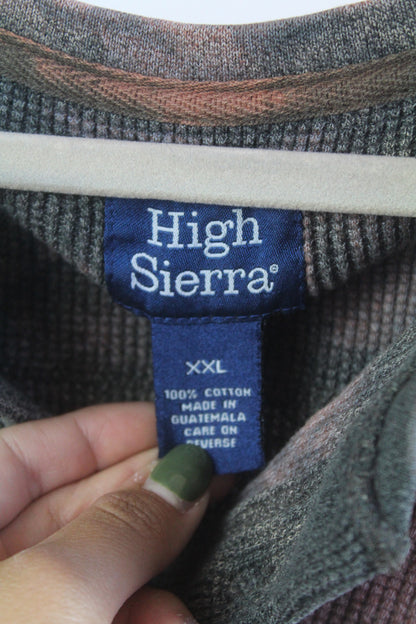 High
Sierra®
XXL
100% COTTON
MADE IN
GUATEMALA
CARE ON
REVERSE